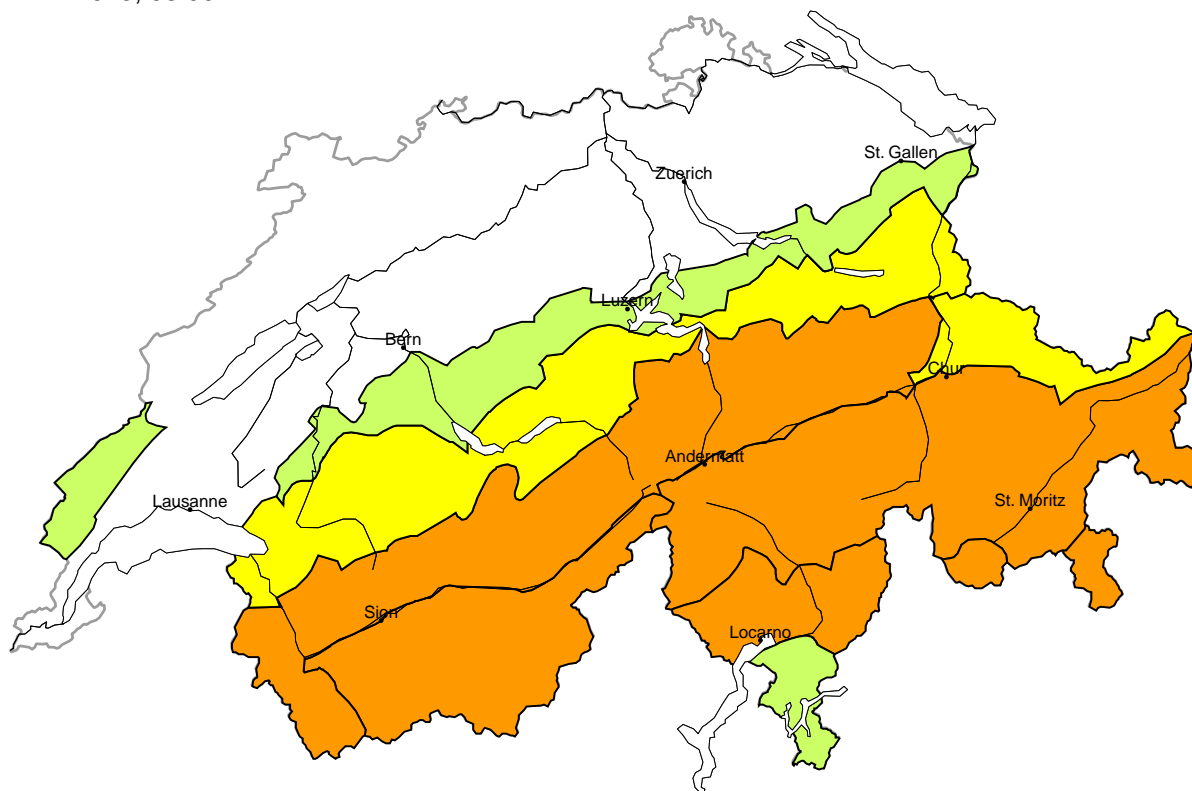 St. Gallen
Zuerich
Luzern
Bern
Chur
Andermatt
Lausanne
St. Moritz
Sion
Locarno